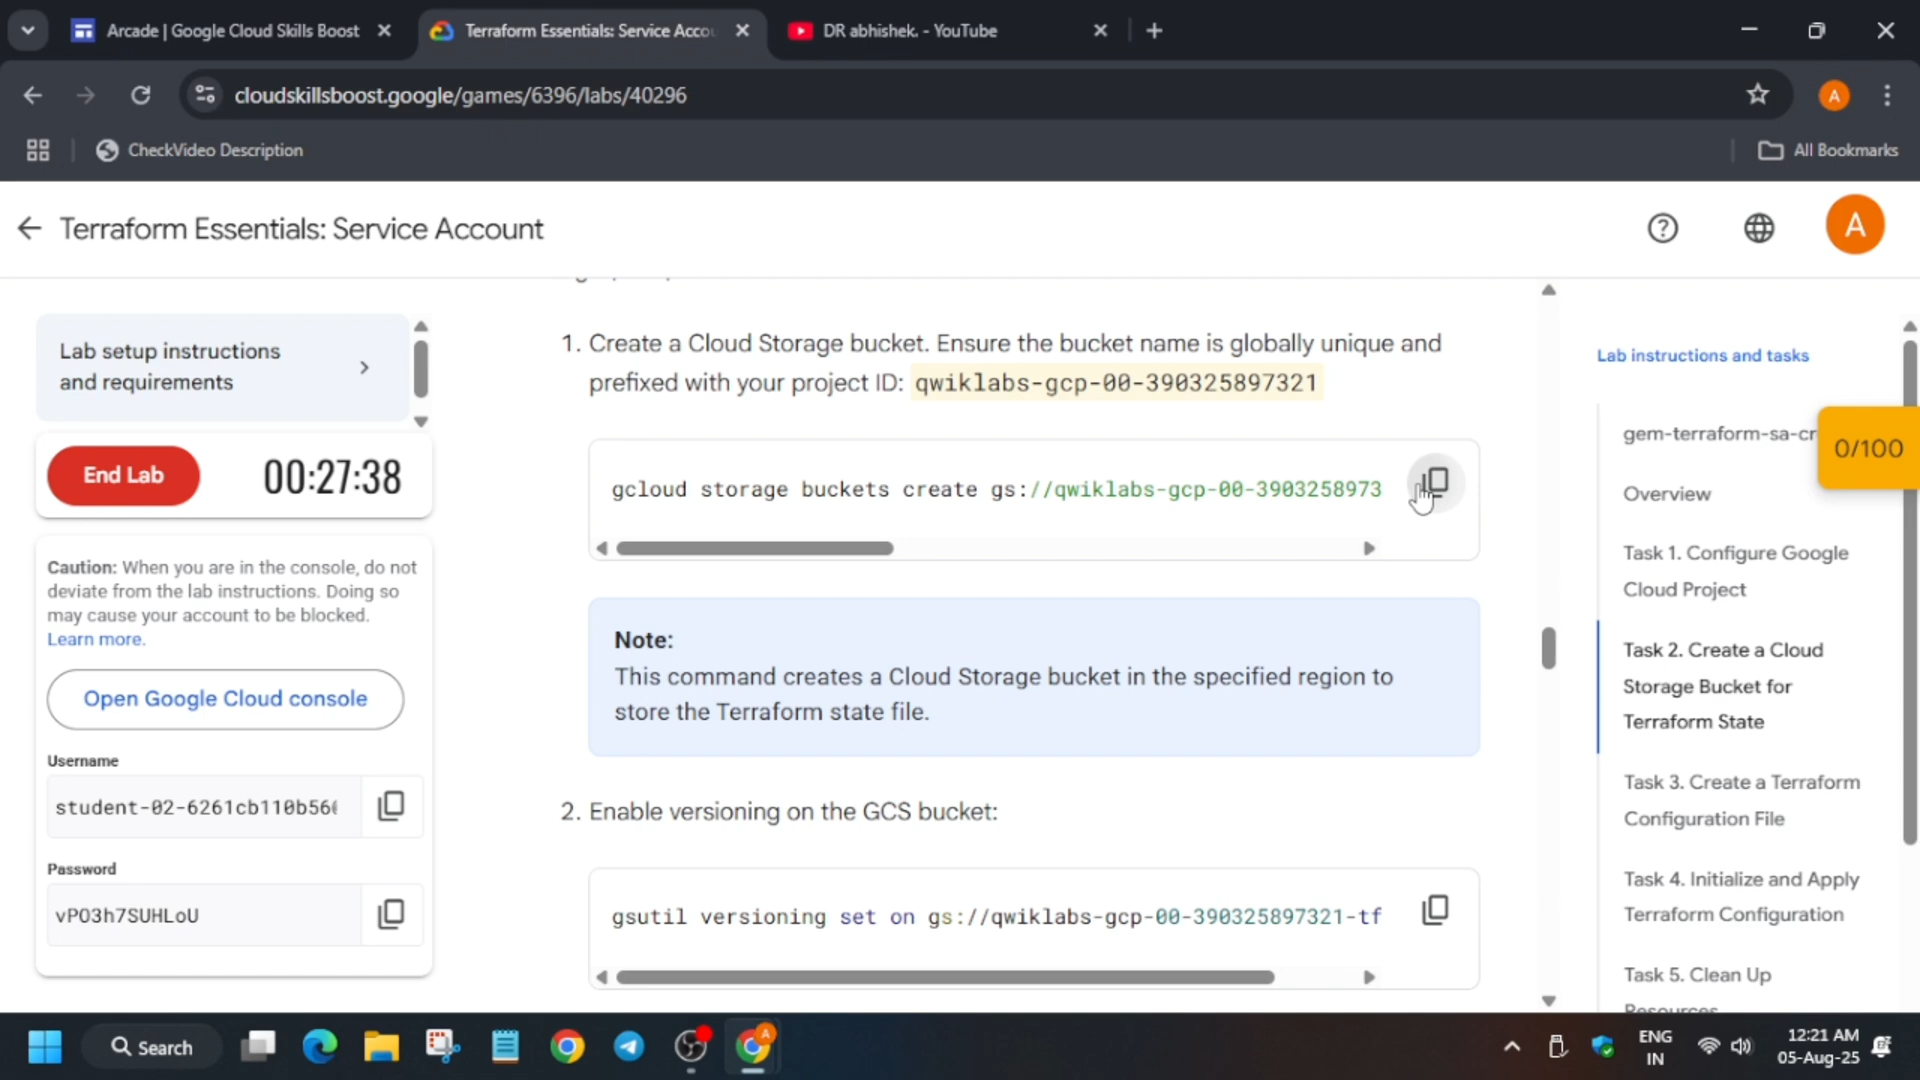 Arcade | Google Cloud Skills Boost
Terraform Essentials: Service Accou
DR abhishek. - YouTube
cloudskillsboost.google/games/6396/labs/40296
CheckVideo Description
All Bookmarks
A
Terraform Essentials: Service Account
A
Lab setup instructions
and requirements
End Lab
00:27:38
Caution: When you are in the console, do not
deviate from the lab instructions. Doing so
may cause your account to be blocked.
Learn more.
Open Google Cloud console
Username
student-02-6261cb110b560
Password
vPO3h7SUHLoU
1. Create a Cloud Storage bucket. Ensure the bucket name is globally unique and
prefixed with your project ID: qwiklabs-gcp-00-390325897321
gcloud storage buckets create gs://qwiklabs-gcp-00-3903258973
Note:
This command creates a Cloud Storage bucket in the specified region to
store the Terraform state file.
2. Enable versioning on the GCS bucket:
gsutil versioning set on gs://qwiklabs-gcp-00-390325897321-tf
Lab instructions and tasks
gem-terraform-sa-cr
0/100
Overview
Task 1. Configure Google
Cloud Project
Task 2. Create a Cloud
Storage Bucket for
Terraform State
Task 3. Create a Terraform
Configuration File
Task 4. Initialize and Apply
Terraform Configuration
Task 5. Clean Up
Resources
Search
A
ENG
IN
12:21 AM
05-Aug-25